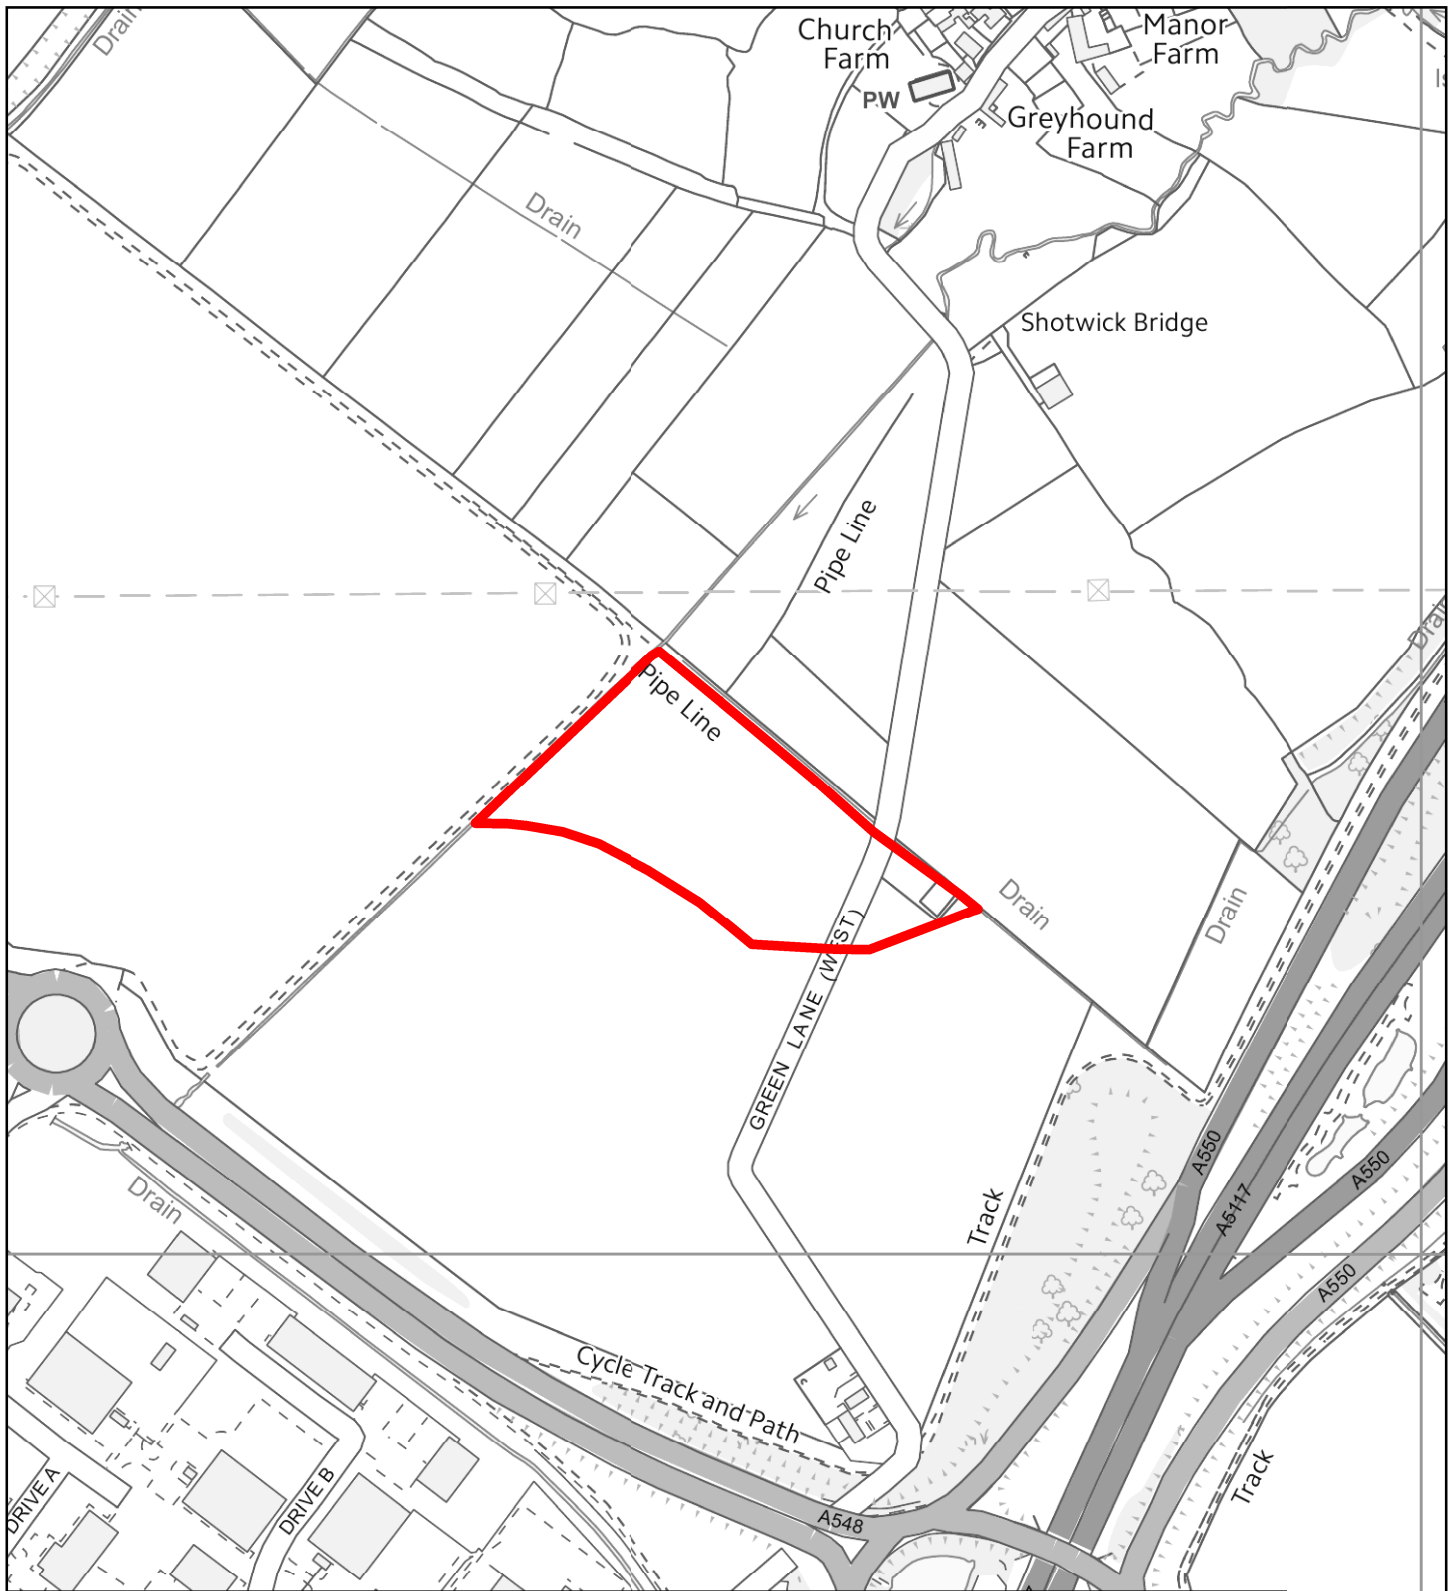 Drain
Church
Farm
Manor
Farm
PW
Greyhound
Farm
Drain
Shotwick Bridge
Pipe Line
Drain
Pipe Line
Drain
Drain
GREEN LANE (WEST)
A550
A550
A5117
Drain
Track
A550
Cycle Track and Path
Track
DRIVE A
DRIVE B
A548